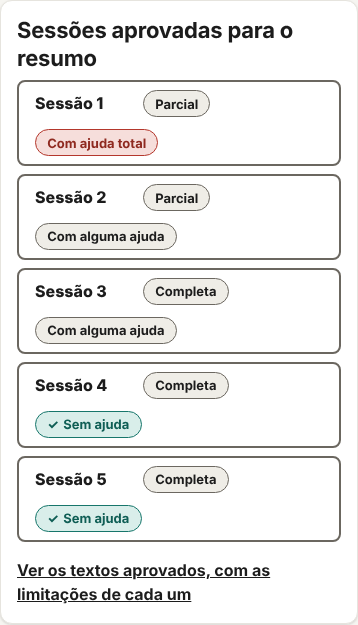 Sessões aprovadas para o
resumo
Sessão 1 Parcial
Com ajuda total
Sessão 2 Parcial
Com alguma ajuda
Sessão 3 Completa
Com alguma ajuda
Sessão 4 Completa
✓ Sem ajuda
Sessão 5 Completa
✓ Sem ajuda
Ver os textos aprovados, com as
limitações de cada um